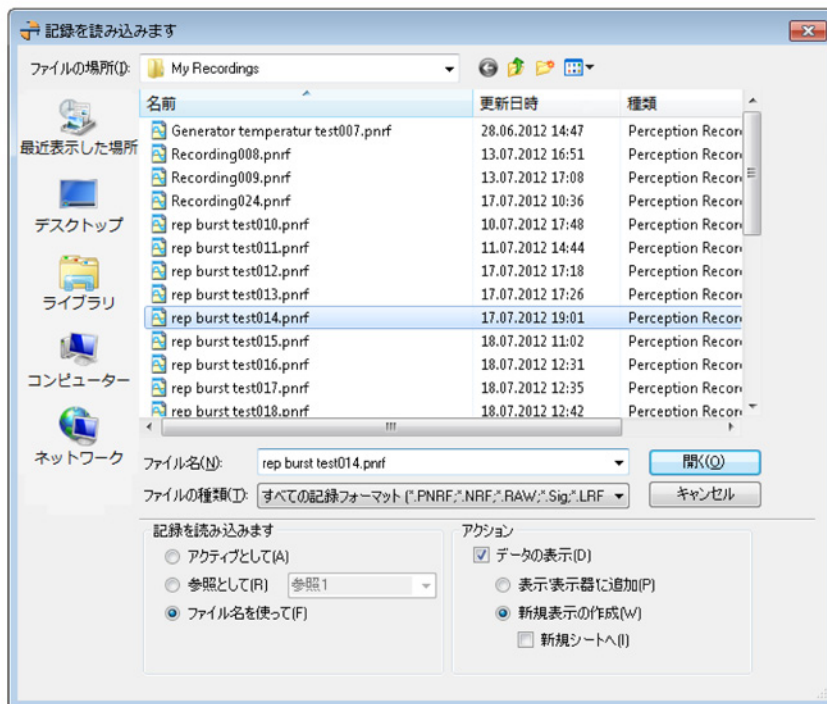 記録を読み込みます
ファイルの場所(I): My Recordings
名前 更新日時 種類
Generator temperatur test007.pnrf 28.06.2012 14:47 Perception Recor
Recording008.pnrf 13.07.2012 16:51 Perception Recor
Recording009.pnrf 13.07.2012 17:08 Perception Recor
Recording024.pnrf 17.07.2012 10:36 Perception Recor
rep burst test010.pnrf 10.07.2012 17:48 Perception Recor
rep burst test011.pnrf 11.07.2012 14:44 Perception Recor
rep burst test012.pnrf 17.07.2012 17:18 Perception Recor
rep burst test013.pnrf 17.07.2012 17:26 Perception Recor
rep burst test014.pnrf 17.07.2012 19:01 Perception Recor
rep burst test015.pnrf 18.07.2012 11:02 Perception Recor
rep burst test016.pnrf 18.07.2012 12:31 Perception Recor
rep burst test017.pnrf 18.07.2012 12:35 Perception Recor
rep burst test018.pnrf 18.07.2012 12:42 Perception Recor
最近表示した場所
デスクトップ
ライブラリ
コンピューター
ネットワーク
ファイル名(N): rep burst test014.pnrf 開く(O)
ファイルの種類(T): すべての記録フォーマット (*.PNRF;*.NRF;*.RAW;*.Sig;*.LRF キャンセル
記録を読み込みます
アクティブとして(A)
参照として(R) 参照1
ファイル名を使って(F)
アクション
データの表示(D)
表示表示器に追加(P)
新規表示の作成(W)
新規シートへ(I)